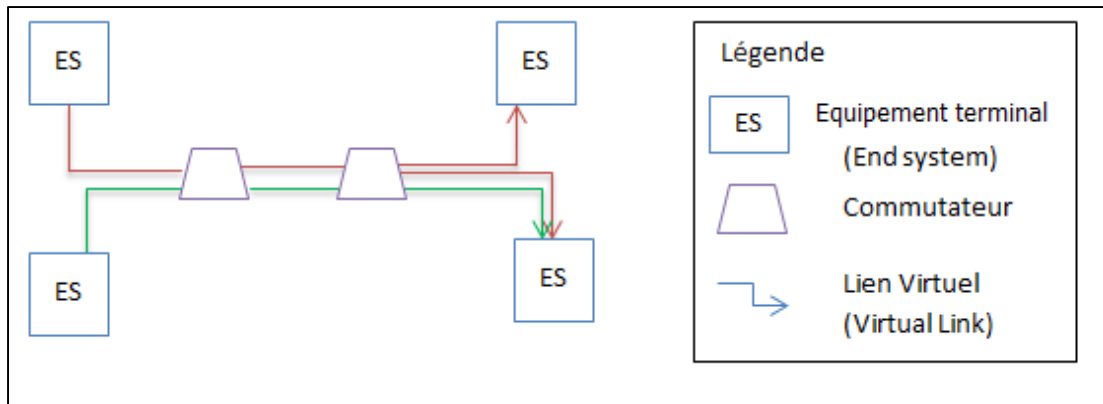 ES
ES
ES
ES
Légende
ES
Equipement terminal
(End system)
Commutateur
Lien Virtuel
(Virtual Link)